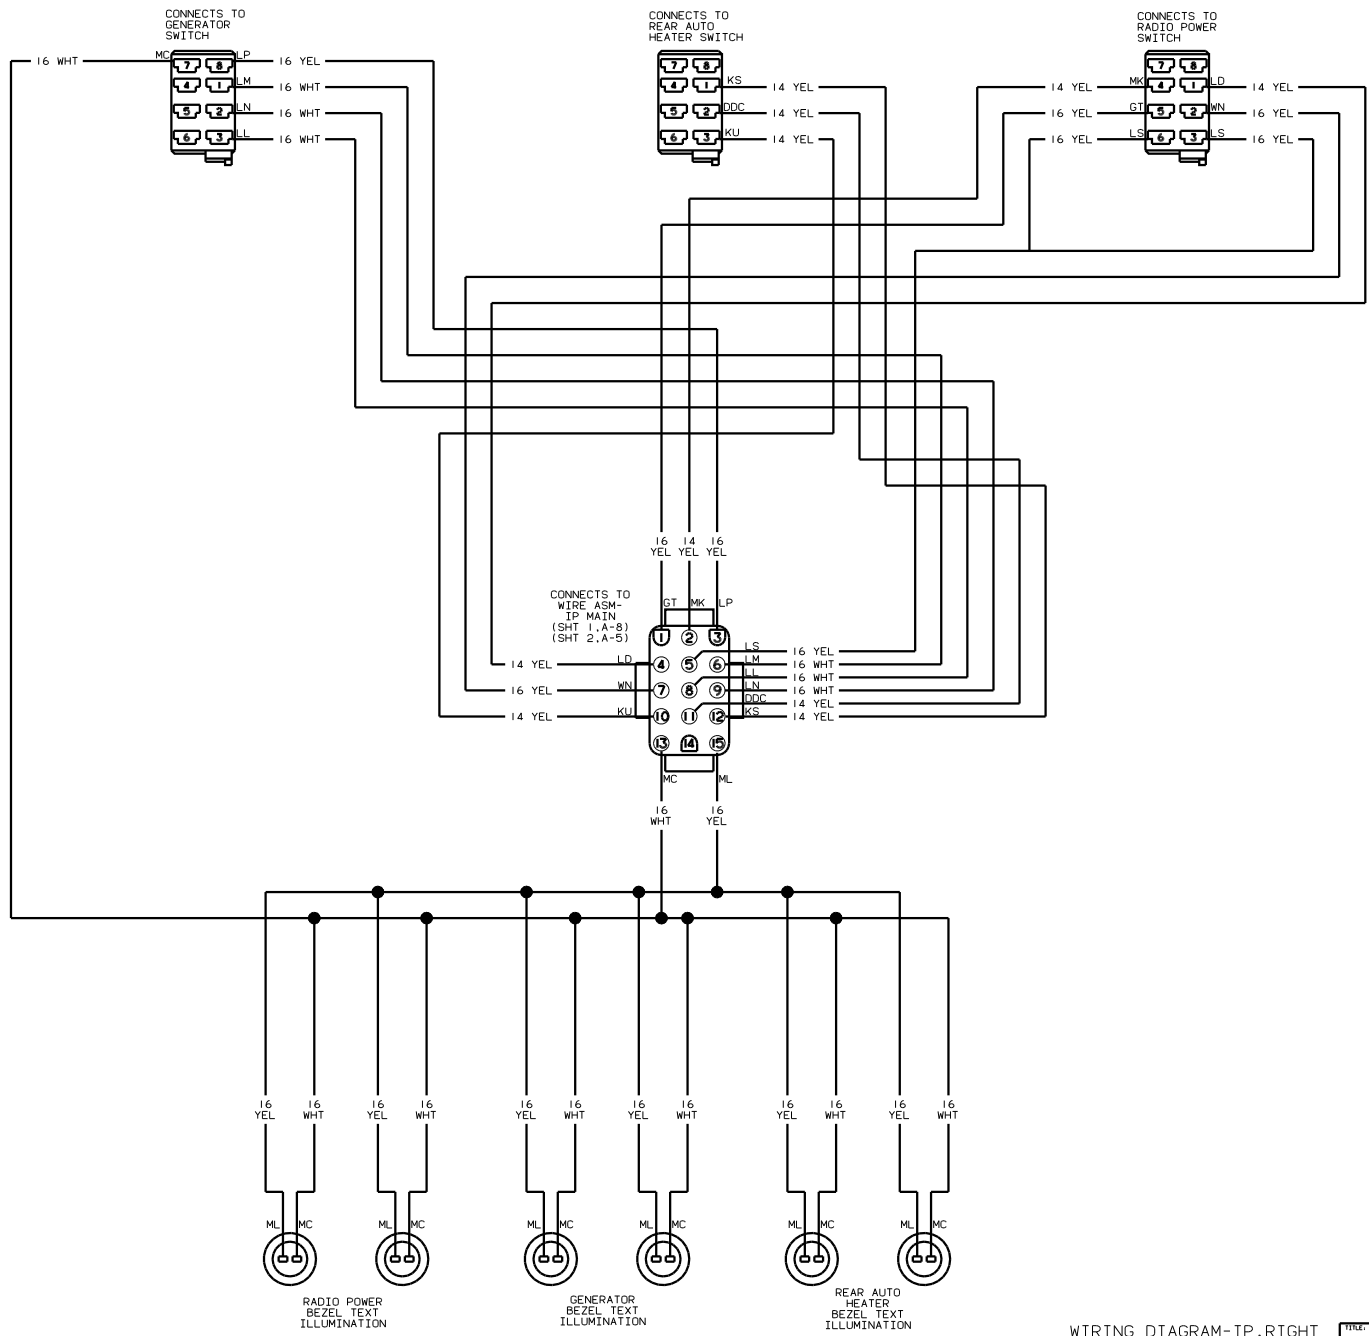 CONNECTS TO
GENERATOR
SWITCH
CONNECTS TO
REAR AUTO
HEATER SWITCH
CONNECTS TO
RADIO POWER
SWITCH
16 WHT
MC
7 8
LP
16 YEL
4 1
LM
16 WHT
5 2
LN
16 WHT
6 3
LL
16 WHT
7 8
4 1
KS
14 YEL
5 2
DDC
14 YEL
6 3
KU
14 YEL
7 8
14 YEL
MK
4 1
LD
14 YEL
16 YEL
GT
5 2
WN
16 YEL
16 YEL
LS
6 3
LS
16 YEL
16 14 16
YEL YEL YEL
CONNECTS TO
WIRE ASM-
IP MAIN
(SHT 1,A-8)
(SHT 2,A-5)
GT MK LP
1 2 3
LS
16 YEL
14 YEL
LD
4 5 6
LM
16 WHT
LL
16 WHT
16 YEL
WN
7 8 9
LN
16 WHT
DDC
14 YEL
14 YEL
KU
10 11 12
KS
14 YEL
13 14 15
MC ML
16 16
WHT YEL
16 16 16 16 16 16 16 16 16 16 16 16
YEL WHT YEL WHT YEL WHT YEL WHT YEL WHT YEL WHT
ML MC ML MC ML MC ML MC ML MC ML MC
RADIO POWER
BEZEL TEXT
ILLUMINATION
GENERATOR
BEZEL TEXT
ILLUMINATION
REAR AUTO
HEATER
BEZEL TEXT
ILLUMINATION
WIRING DIAGRAM-IP,RIGHT
TITLE.